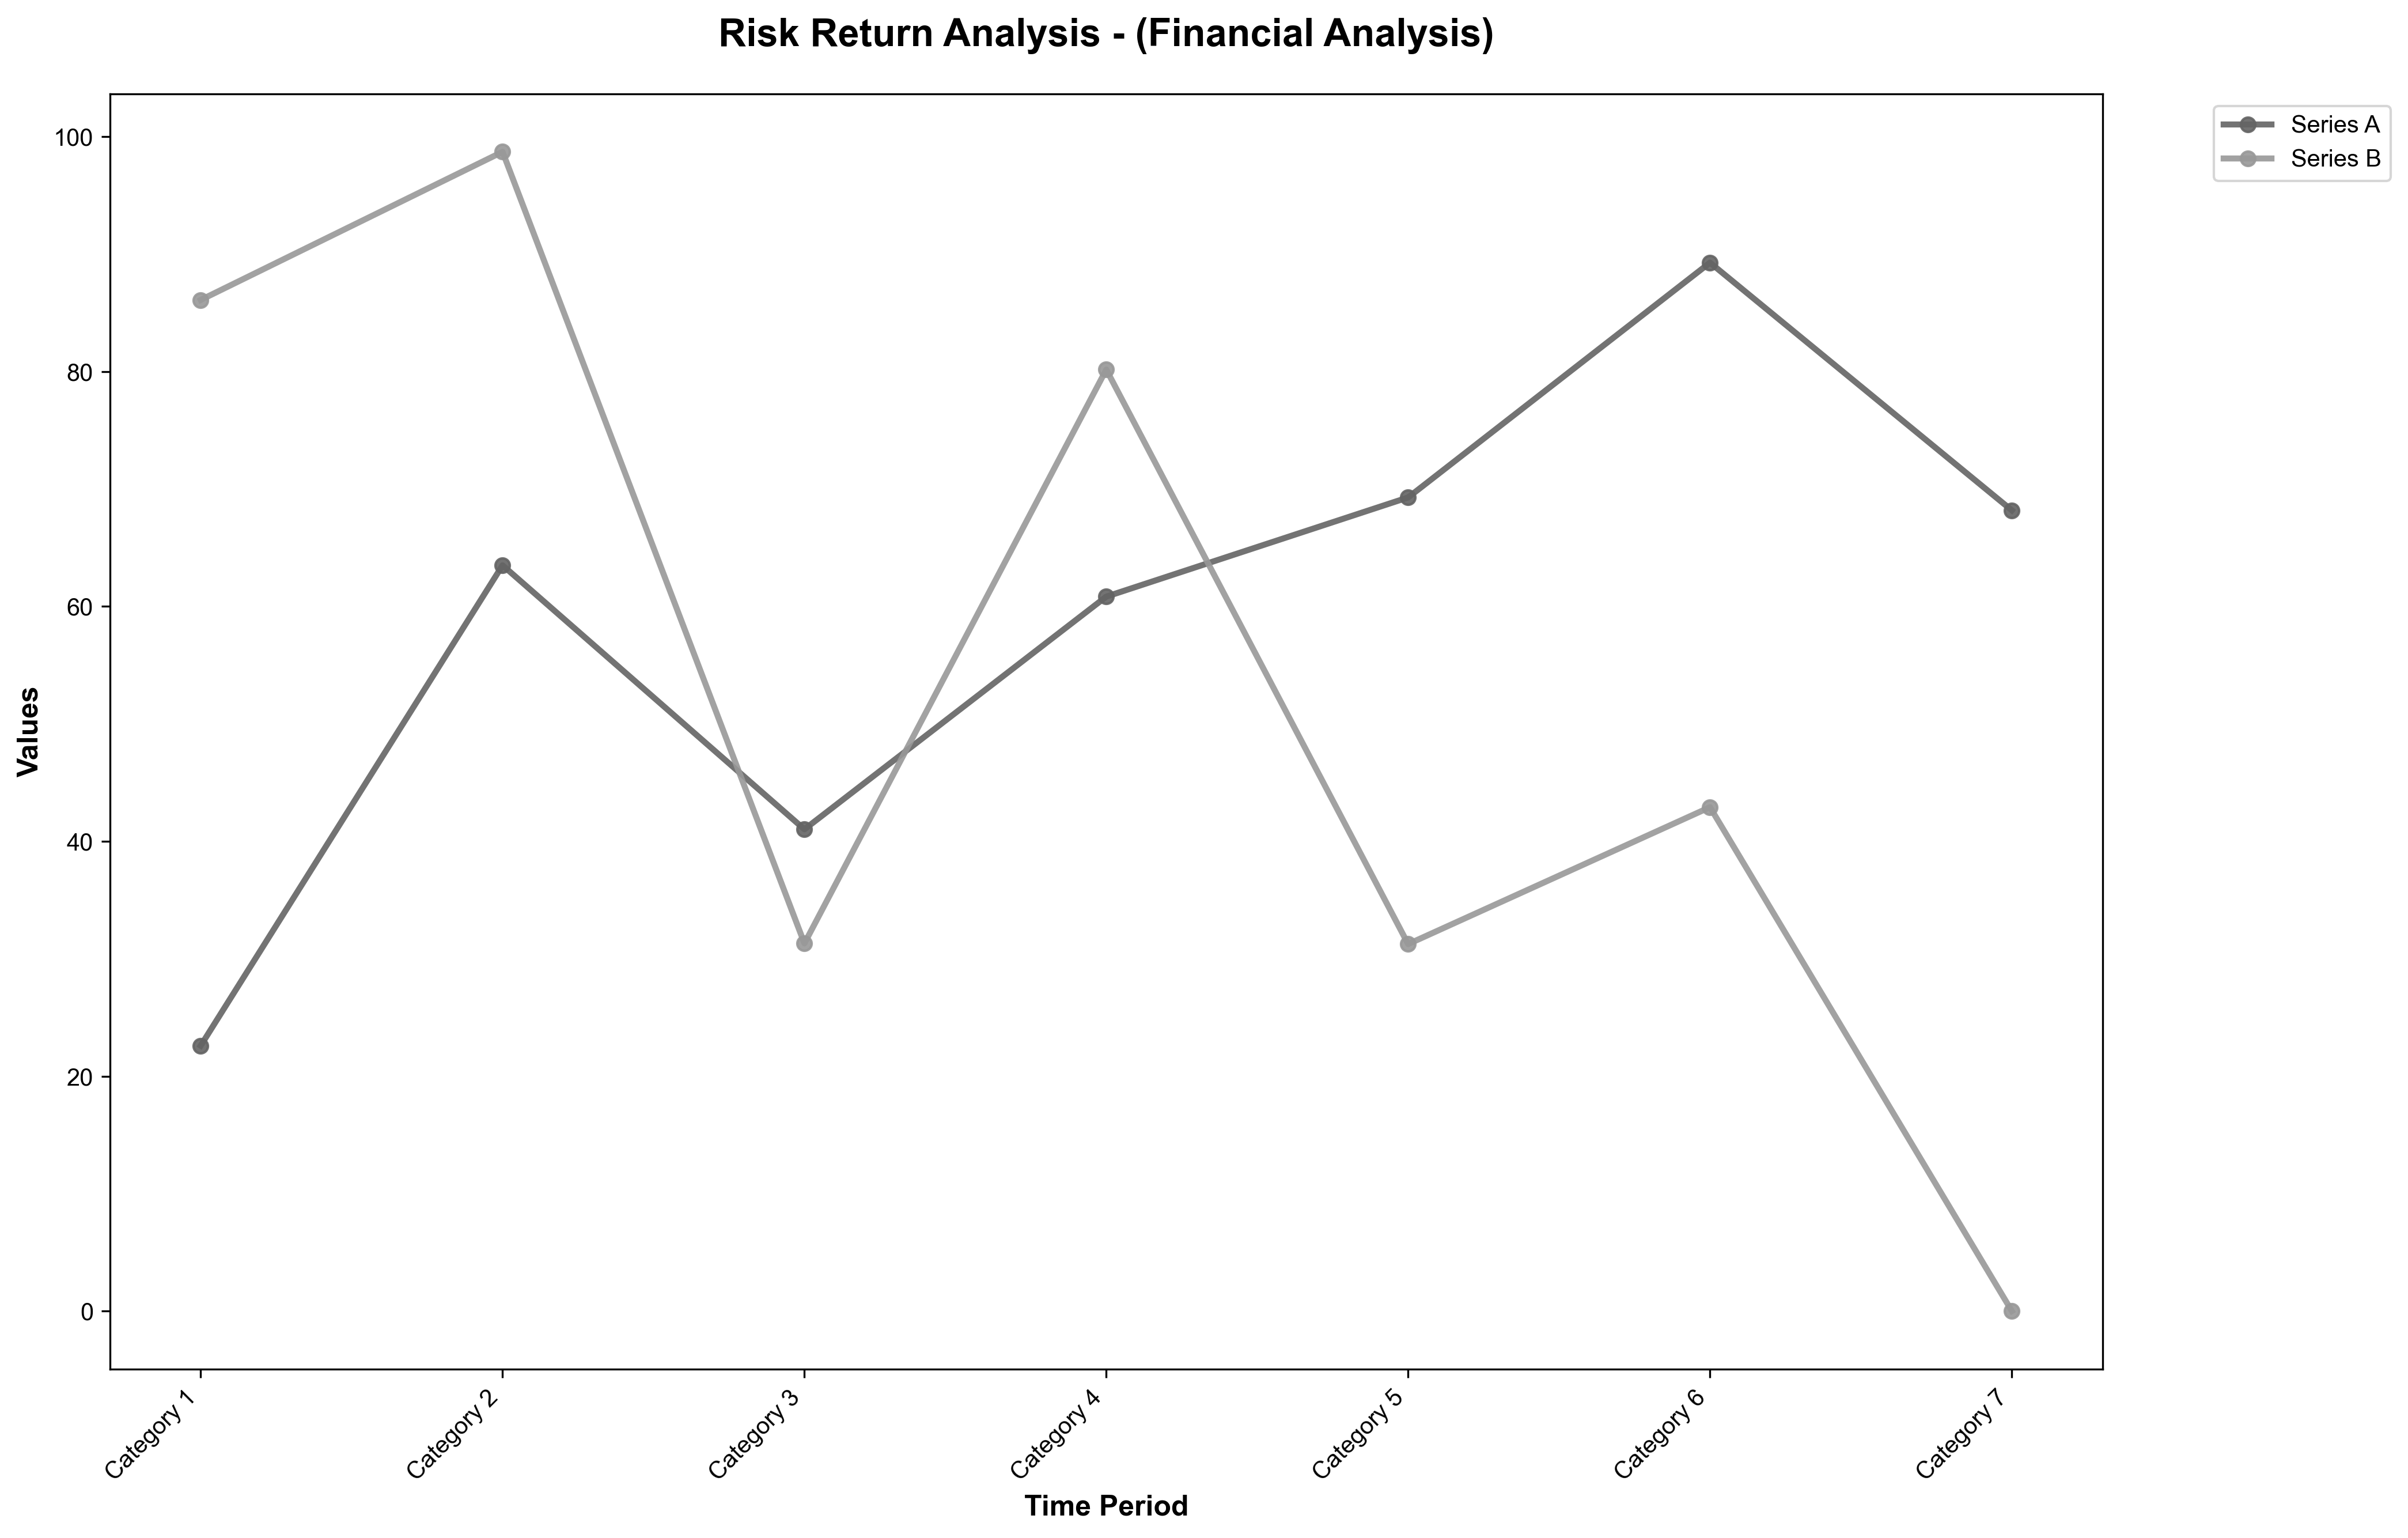 Risk Return Analysis - (Financial Analysis)
Series A
Series B
100
80
60
40
20
0
Values
Category 1
Category 2
Category 3
Category 4
Category 5
Category 6
Category 7
Time Period